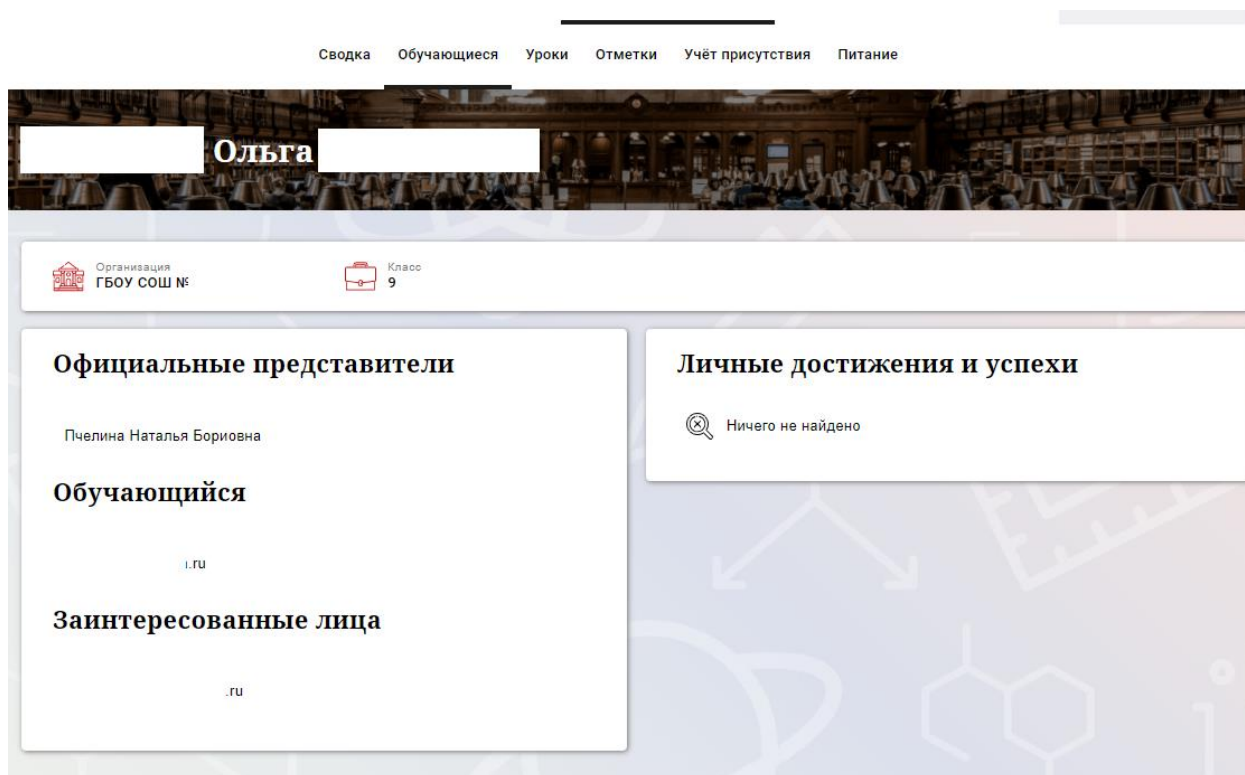 Сводка Обучающиеся Уроки Отметки Учёт присутствия Питание
Ольга
Организация
ГБОУ СОШ №
Класс
9
Официальные представители
Пчелина Наталья Бориовна
Обучающийся
.ru
Заинтересованные лица
.ru
Личные достижения и успехи
Ничего не найдено